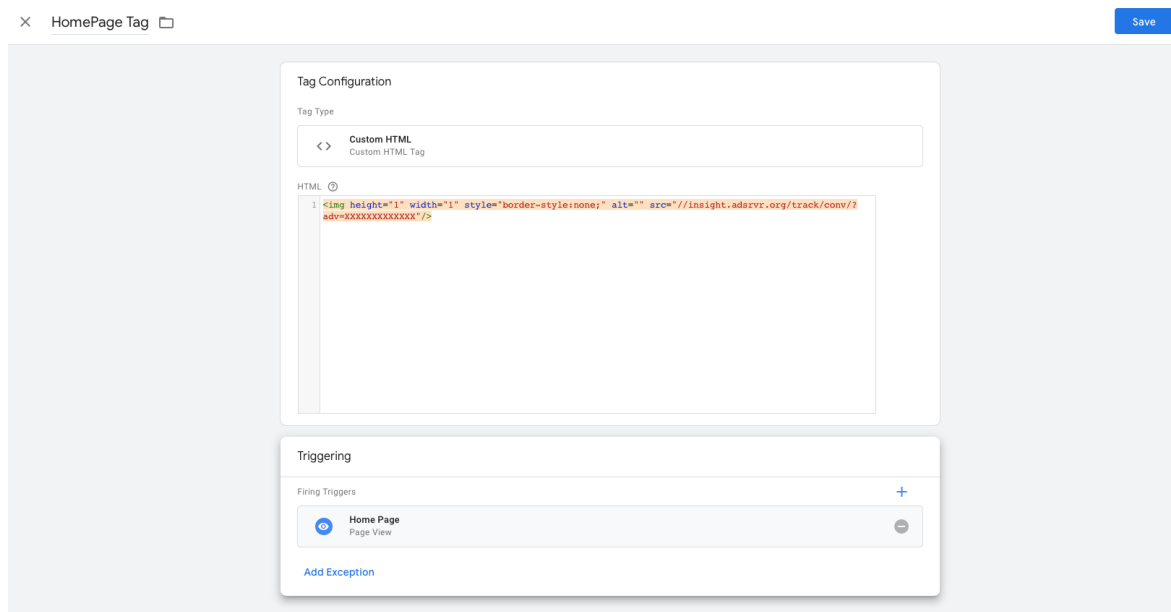 HomePage Tag
Save
Tag Configuration
Tag Type
Custom HTML
Custom HTML Tag
HTML
1 <img height="1" width="1" style="border-style:none;" alt="" src="//insight.adsrvr.org/track/conv/?
adv=XXXXXXXXXXXXX"/>
Triggering
Firing Triggers
Home Page
Page View
Add Exception